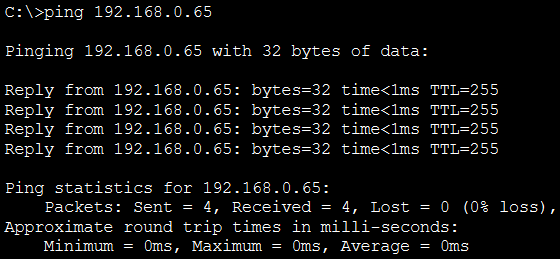 C:\>ping 192.168.0.65
Pinging 192.168.0.65 with 32 bytes of data:
Reply from 192.168.0.65: bytes=32 time<1ms TTL=255
Reply from 192.168.0.65: bytes=32 time<1ms TTL=255
Reply from 192.168.0.65: bytes=32 time<1ms TTL=255
Reply from 192.168.0.65: bytes=32 time<1ms TTL=255
Ping statistics for 192.168.0.65:
    Packets: Sent = 4, Received = 4, Lost = 0 (0% loss),
Approximate round trip times in milli-seconds:
    Minimum = 0ms, Maximum = 0ms, Average = 0ms